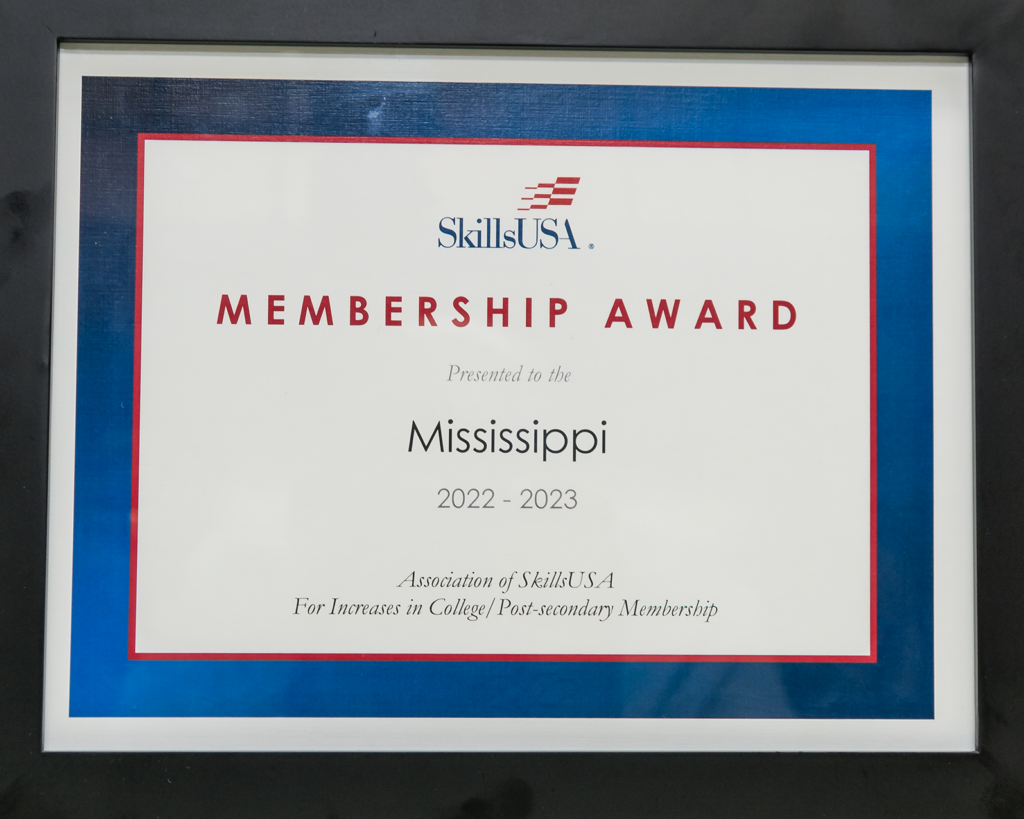 SkillsUSA ®
MEMBERSHIP AWARD
Presented to the
Mississippi
2022 - 2023
Association of SkillsUSA
For Increases in College/Post-secondary Membership